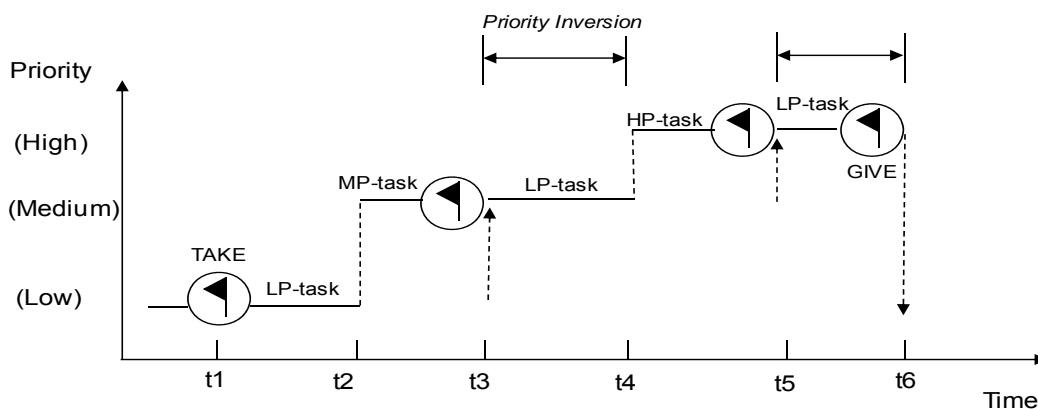 Priority Inversion
Priority
(High)
HP-task
LP-task
GIVE
(Medium)
MP-task
LP-task
TAKE
(Low)
LP-task
t1
t2
t3
t4
t5
t6
Time